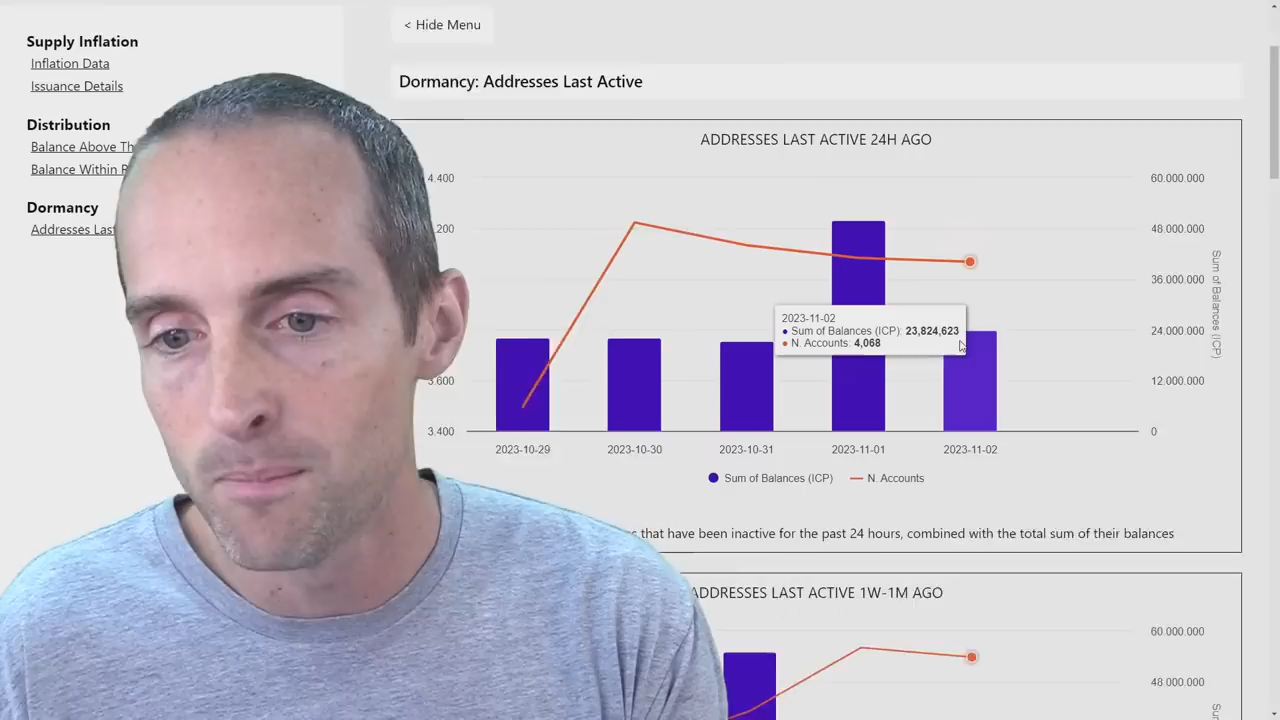 < Hide Menu
Supply Inflation
Inflation Data
Issuance Details
Distribution
Balance Above
Balance Within
Dormancy
Addresses
Dormancy: Addresses Last Active
ADDRESSES LAST ACTIVE 24H AGO
4.400
.200
3.600
3.400
60.000.000
48.000.000
36.000.000
24.000.000
12.000.000
0
Sum of Balances (ICP)
2023-11-02
Sum of Balances (ICP): 23,824,623
N. Accounts: 4,068
2023-10-29 2023-10-30 2023-10-31 2023-11-01 2023-11-02
Sum of Balances (ICP) N. Accounts
that have been inactive for the past 24 hours, combined with the total sum of their balances
ADDRESSES LAST ACTIVE 1W-1M AGO
60.000.000
48.000.000